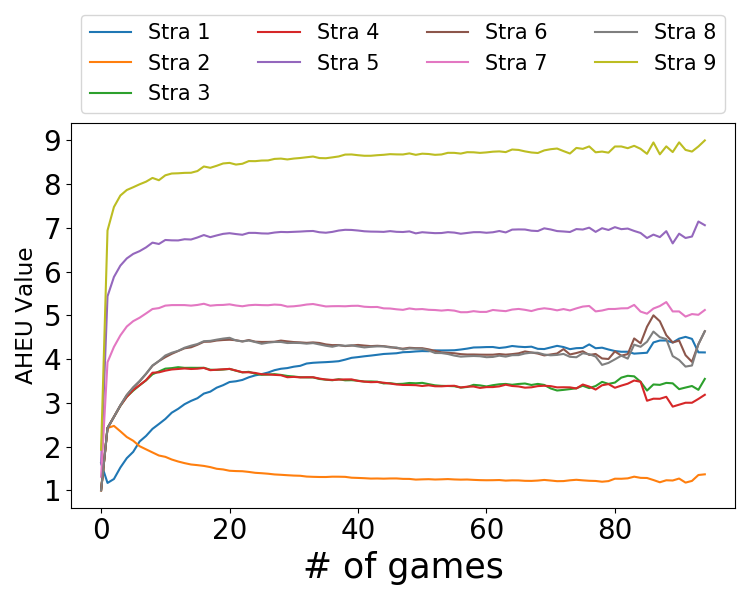 Stra 1 Stra 4 Stra 6 Stra 8
Stra 2 Stra 5 Stra 7 Stra 9
Stra 3
9
8
7
6
5
4
3
2
1
AHEU Value
0 20 40 60 80
# of games